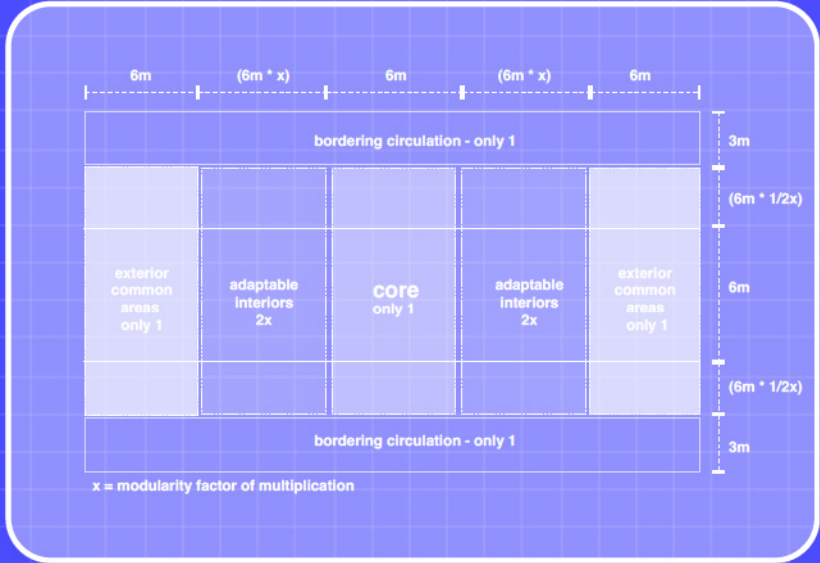 6m (6m * x) 6m (6m * x) 6m
bordering circulation - only 1
3m
(6m * 1/2x)
exterior
common
areas
only 1
adaptable
interiors
2x
core
only 1
adaptable
interiors
2x
exterior
common
areas
only 1
6m
(6m * 1/2x)
bordering circulation - only 1
3m
x = modularity factor of multiplication